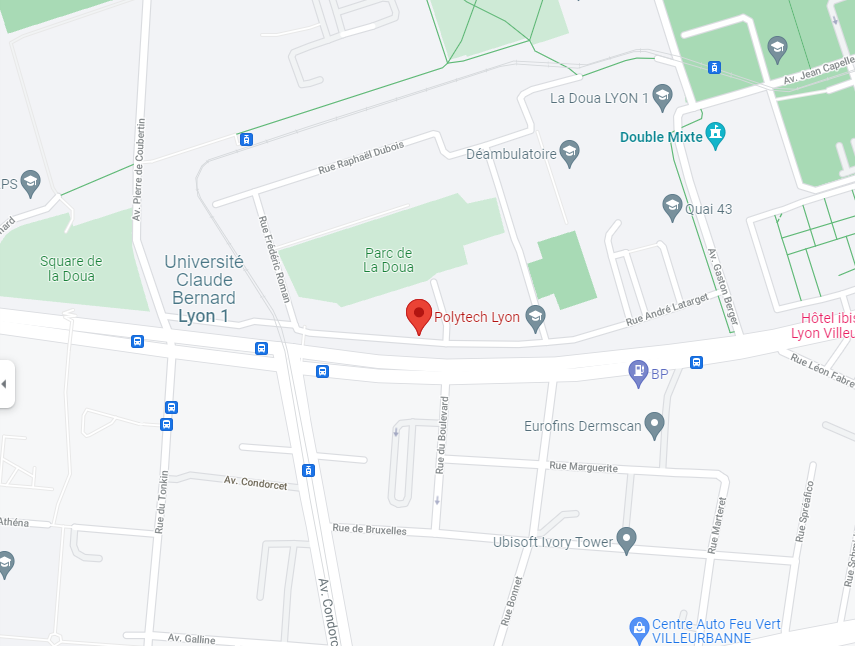 Av. Jean Capelle
La Doua LYON 1
Double Mixte
Av. Pierre de Coubertin
Rue Raphaël Dubois
Déambulatoire
PS
Quai 43
Rue Frédéric Roman
Parc de
La Doua
Square de
la Doua
Université
Claude
Bernard
Lyon 1
Av. Gaston Berger
Polytech Lyon
Rue André Latarget
Hôtel ibis
Lyon Villeu
Rue Léon Fabre
BP
Eurofins Dermscan
Rue du Boulevard
Rue Marguerite
Av. Condorcet
Rue du Tonkin
Athéna
Rue de Bruxelles
Rue Marteret
Rue Spréafico
Ubisoft Ivory Tower
Rue Bonnet
Av. Condorc
Av. Galline
Centre Auto Feu Vert
VILLEURBANNE